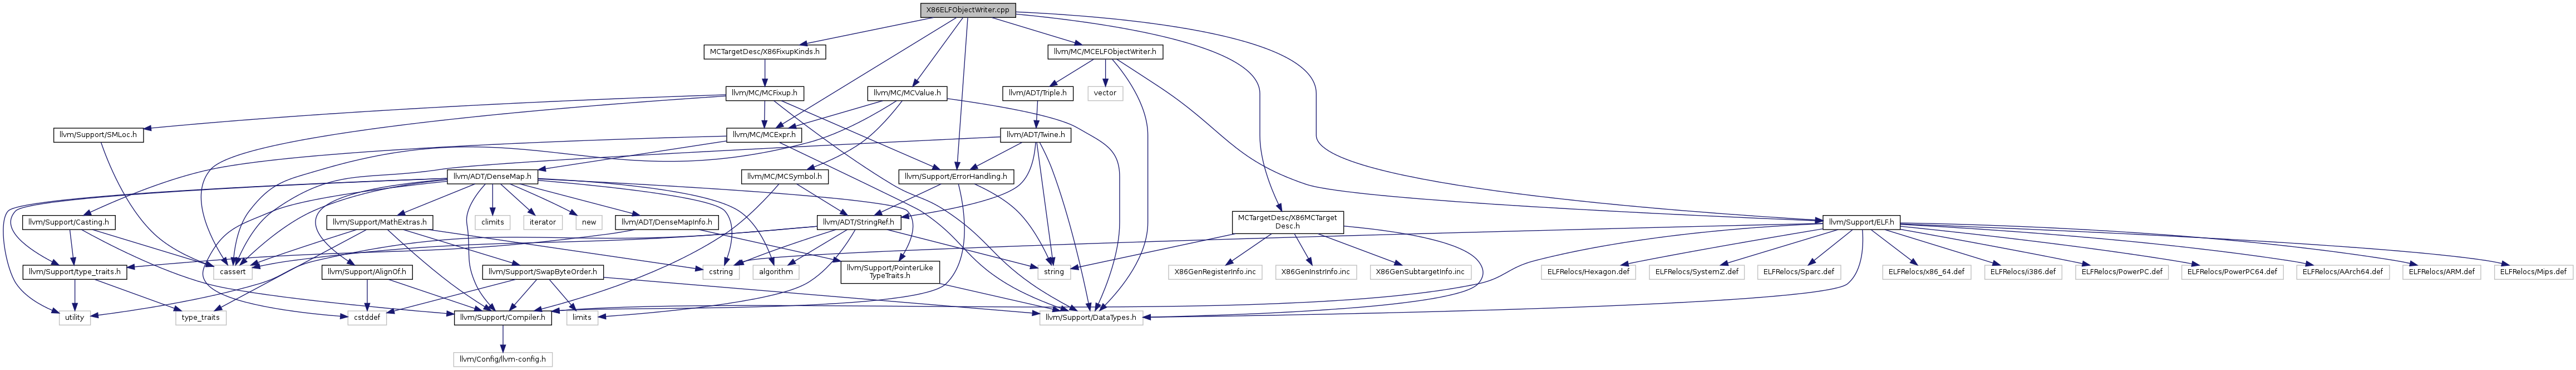 X86ELFObjectWriter.cpp
MCTargetDesc/X86FixupKinds.h
llvm/MC/MCELFObjectWriter.h
llvm/MC/MCFixup.h
llvm/MC/MCValue.h
llvm/ADT/Triple.h
vector
llvm/Support/SMLoc.h
llvm/MC/MCExpr.h
llvm/ADT/Twine.h
llvm/ADT/DenseMap.h
llvm/MC/MCSymbol.h
llvm/Support/ErrorHandling.h
llvm/Support/Casting.h
llvm/Support/MathExtras.h
climits
iterator
new
llvm/ADT/DenseMapInfo.h
llvm/ADT/StringRef.h
MCTargetDesc/X86MCTarget
Desc.h
llvm/Support/ELF.h
llvm/Support/type_traits.h
cassert
llvm/Support/AlignOf.h
llvm/Support/SwapByteOrder.h
cstring
algorithm
llvm/Support/PointerLike
TypeTraits.h
string
X86GenRegisterInfo.inc
X86GenInstrInfo.inc
X86GenSubtargetInfo.inc
ELFRelocs/Hexagon.def
ELFRelocs/SystemZ.def
ELFRelocs/Sparc.def
ELFRelocs/x86_64.def
ELFRelocs/i386.def
ELFRelocs/PowerPC.def
ELFRelocs/PowerPC64.def
ELFRelocs/AArch64.def
ELFRelocs/ARM.def
ELFRelocs/Mips.def
utility
type_traits
cstddef
llvm/Support/Compiler.h
limits
llvm/Support/DataTypes.h
llvm/Config/llvm-config.h